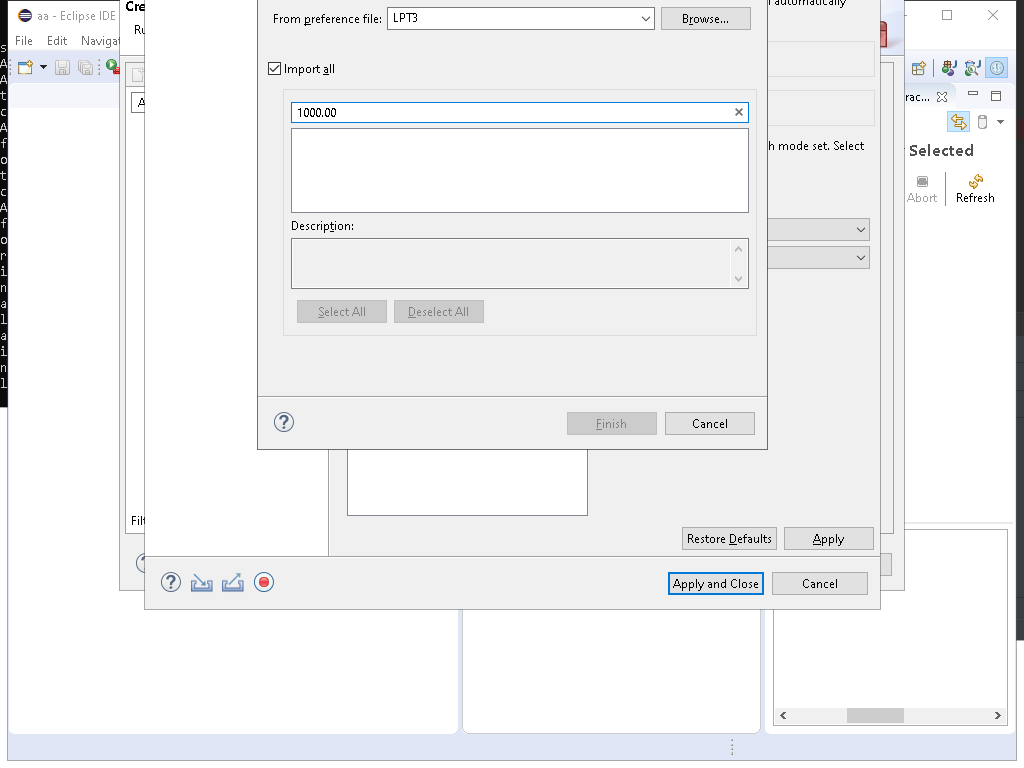 aa - Eclipse IDE
Cre
automatically
From preference file:
LPT3
Browse...
Ru
File
Edit
Navigat
Import all
rac...
A
1000.00
h mode set. Select
Selected
Abort
Refresh
Description:
Select All
Deselect All
Finish
Cancel
Filt
Restore Defaults
Apply
Apply and Close
Cancel